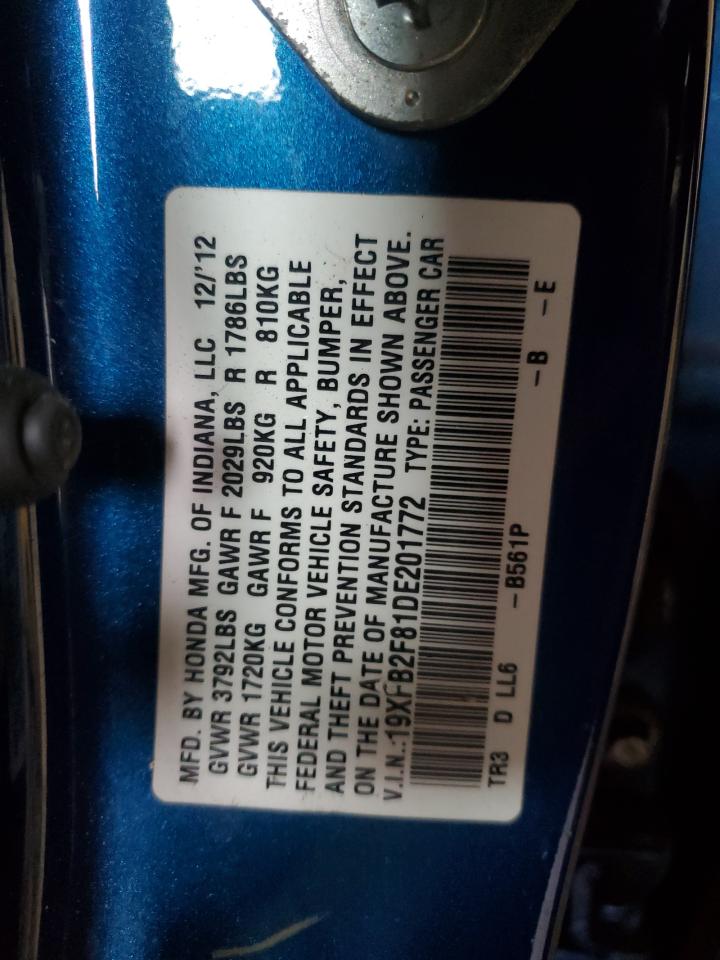 MFD. BY HONDA MFG. OF INDIANA, LLC 12/'12
GVWR 3792LBS GAWR F 2029LBS R 1786LBS
GVWR 1720KG GAWR F 920KG R 810KG
THIS VEHICLE CONFORMS TO ALL APPLICABLE
FEDERAL MOTOR VEHICLE SAFETY, BUMPER,
AND THEFT PREVENTION STANDARDS IN EFFECT
ON THE DATE OF MANUFACTURE SHOWN ABOVE.
V.I.N.:19XFB2F81DE201772 TYPE: PASSENGER CAR
TR3 D LL6 -B561P -B -E